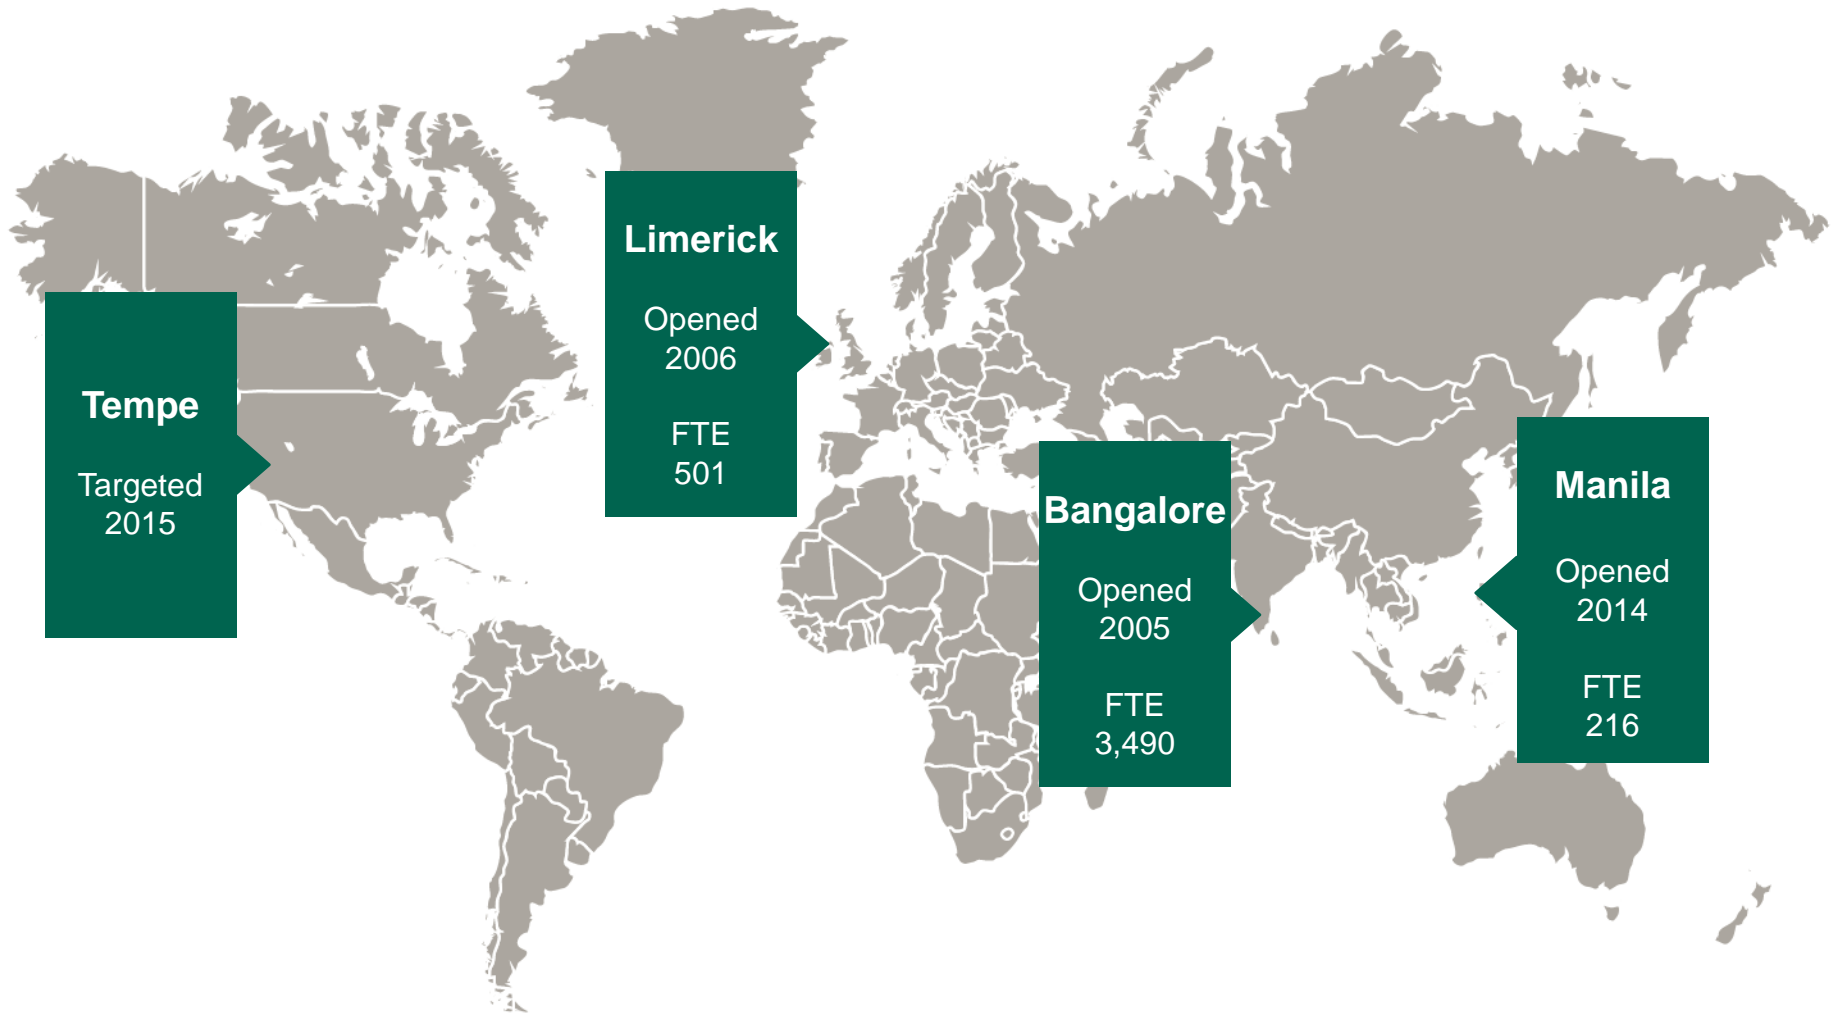 Tempe
Targeted
2015
Limerick
Opened
2006
FTE
501
Bangalore
Opened
2005
FTE
3,490
Manila
Opened
2014
FTE
216